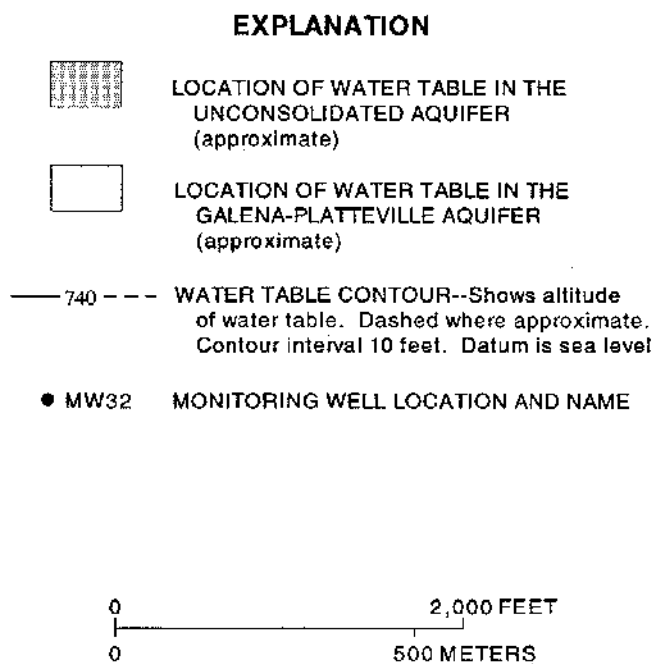 EXPLANATION
LOCATION OF WATER TABLE IN THE
UNCONSOLIDATED AQUIFER
(approximate)
LOCATION OF WATER TABLE IN THE
GALENA-PLATTEVILLE AQUIFER
(approximate)
740 WATER TABLE CONTOUR--Shows altitude
of water table. Dashed where approximate.
Contour interval 10 feet. Datum is sea level
MW32 MONITORING WELL LOCATION AND NAME
0 2,000 FEET
0 500 METERS